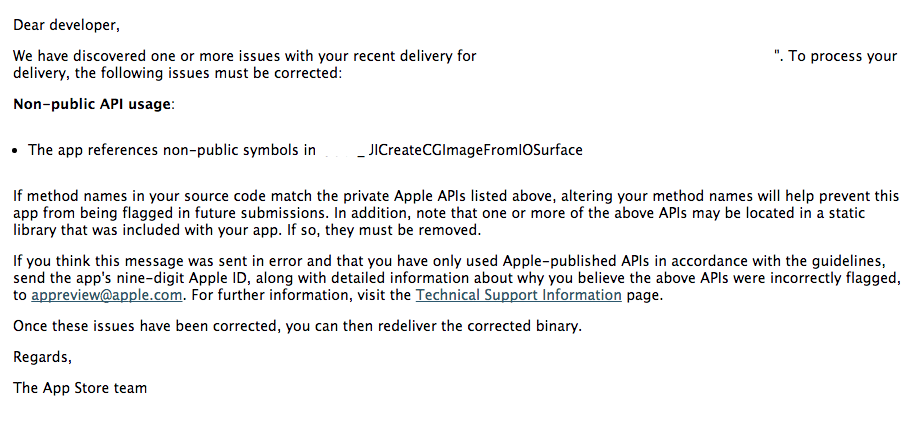 Dear developer,
We have discovered one or more issues with your recent delivery for ". To process your
delivery, the following issues must be corrected:
Non-public API usage:
• The app references non-public symbols in _JICreateCGImageFromIOSurface
If method names in your source code match the private Apple APIs listed above, altering your method names will help prevent this
app from being flagged in future submissions. In addition, note that one or more of the above APIs may be located in a static
library that was included with your app. If so, they must be removed.
If you think this message was sent in error and that you have only used Apple-published APIs in accordance with the guidelines,
send the app's nine-digit Apple ID, along with detailed information about why you believe the above APIs were incorrectly flagged,
to appreview@apple.com. For further information, visit the Technical Support Information page.
Once these issues have been corrected, you can then redeliver the corrected binary.
Regards,
The App Store team